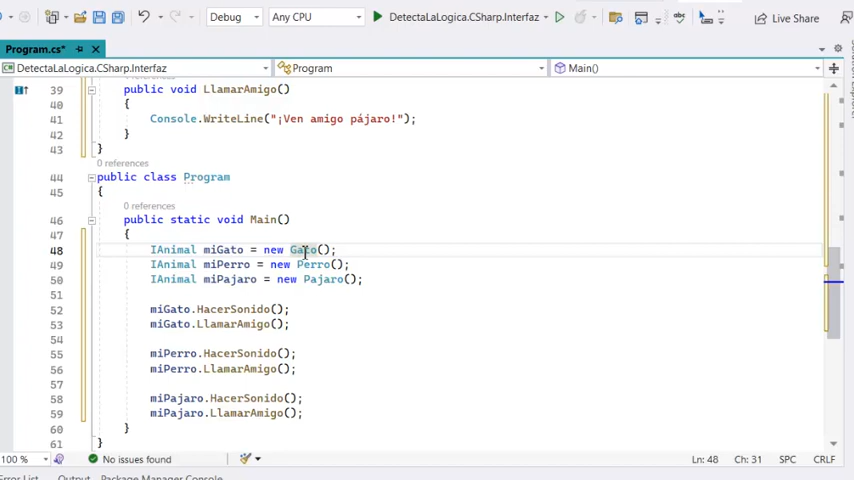 Debug Any CPU DetectaLaLogica.CSharp.Interfaz Live Share
Program.cs*
DetectaLaLogica.CSharp.Interfaz Program Main()
39 public void LlamarAmigo()
40 {
41 Console.WriteLine("¡Ven amigo pájaro!");
42 }
43 }
0 references
44 public class Program
45 {
0 references
46 public static void Main()
47 {
48 IAnimal miGato = new Gato();
49 IAnimal miPerro = new Perro();
50 IAnimal miPajaro = new Pajaro();
51
52 miGato.HacerSonido();
53 miGato.LlamarAmigo();
54
55 miPerro.HacerSonido();
56 miPerro.LlamarAmigo();
57
58 miPajaro.HacerSonido();
59 miPajaro.LlamarAmigo();
60 }
61 }
100 % No issues found Ln: 48 Ch: 31 SPC CRLF
Error List Package Manager Console